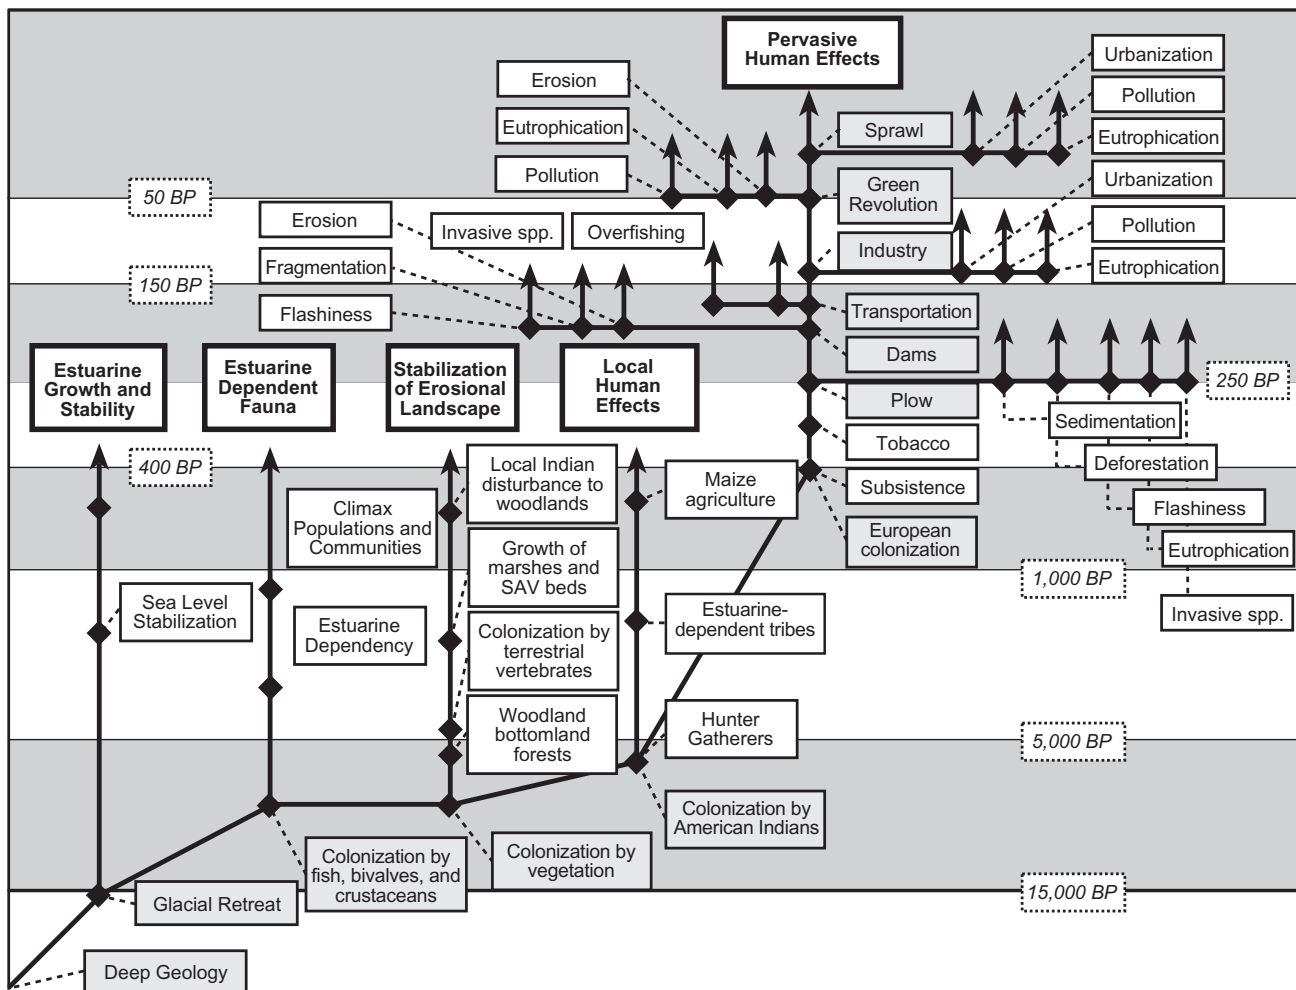 Pervasive
Human Effects
Urbanization
Erosion
Pollution
Eutrophication
Sprawl
Eutrophication
Pollution
Green
Revolution
Urbanization
50 BP
Erosion
Invasive spp.
Overfishing
Pollution
Industry
Fragmentation
Eutrophication
150 BP
Flashiness
Transportation
Dams
Estuarine
Growth and
Stability
Estuarine
Dependent
Fauna
Stabilization
of Erosional
Landscape
Local
Human
Effects
250 BP
Plow
Sedimentation
Tobacco
400 BP
Local Indian
disturbance to
woodlands
Maize
agriculture
Deforestation
Subsistence
Climax
Populations and
Communities
Flashiness
European
colonization
Growth of
marshes and
SAV beds
Eutrophication
1,000 BP
Sea Level
Stabilization
Estuarine
Dependency
Colonization by
terrestrial
vertebrates
Estuarine-
dependent tribes
Invasive spp.
Woodland
bottomland
forests
Hunter
Gatherers
5,000 BP
Colonization by
American Indians
Colonization by
fish, bivalves, and
crustaceans
Colonization by
vegetation
15,000 BP
Glacial Retreat
Deep Geology